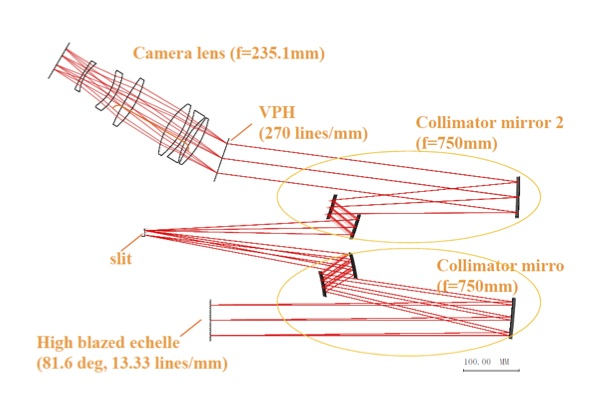 Camera lens (f=235.1mm)
VPH
(270 lines/mm)
Collimator mirror 2
(f=750mm)
slit
Collimator mirro
(f=750mm)
High blazed echelle
(81.6 deg, 13.33 lines/mm)
100.00 MM